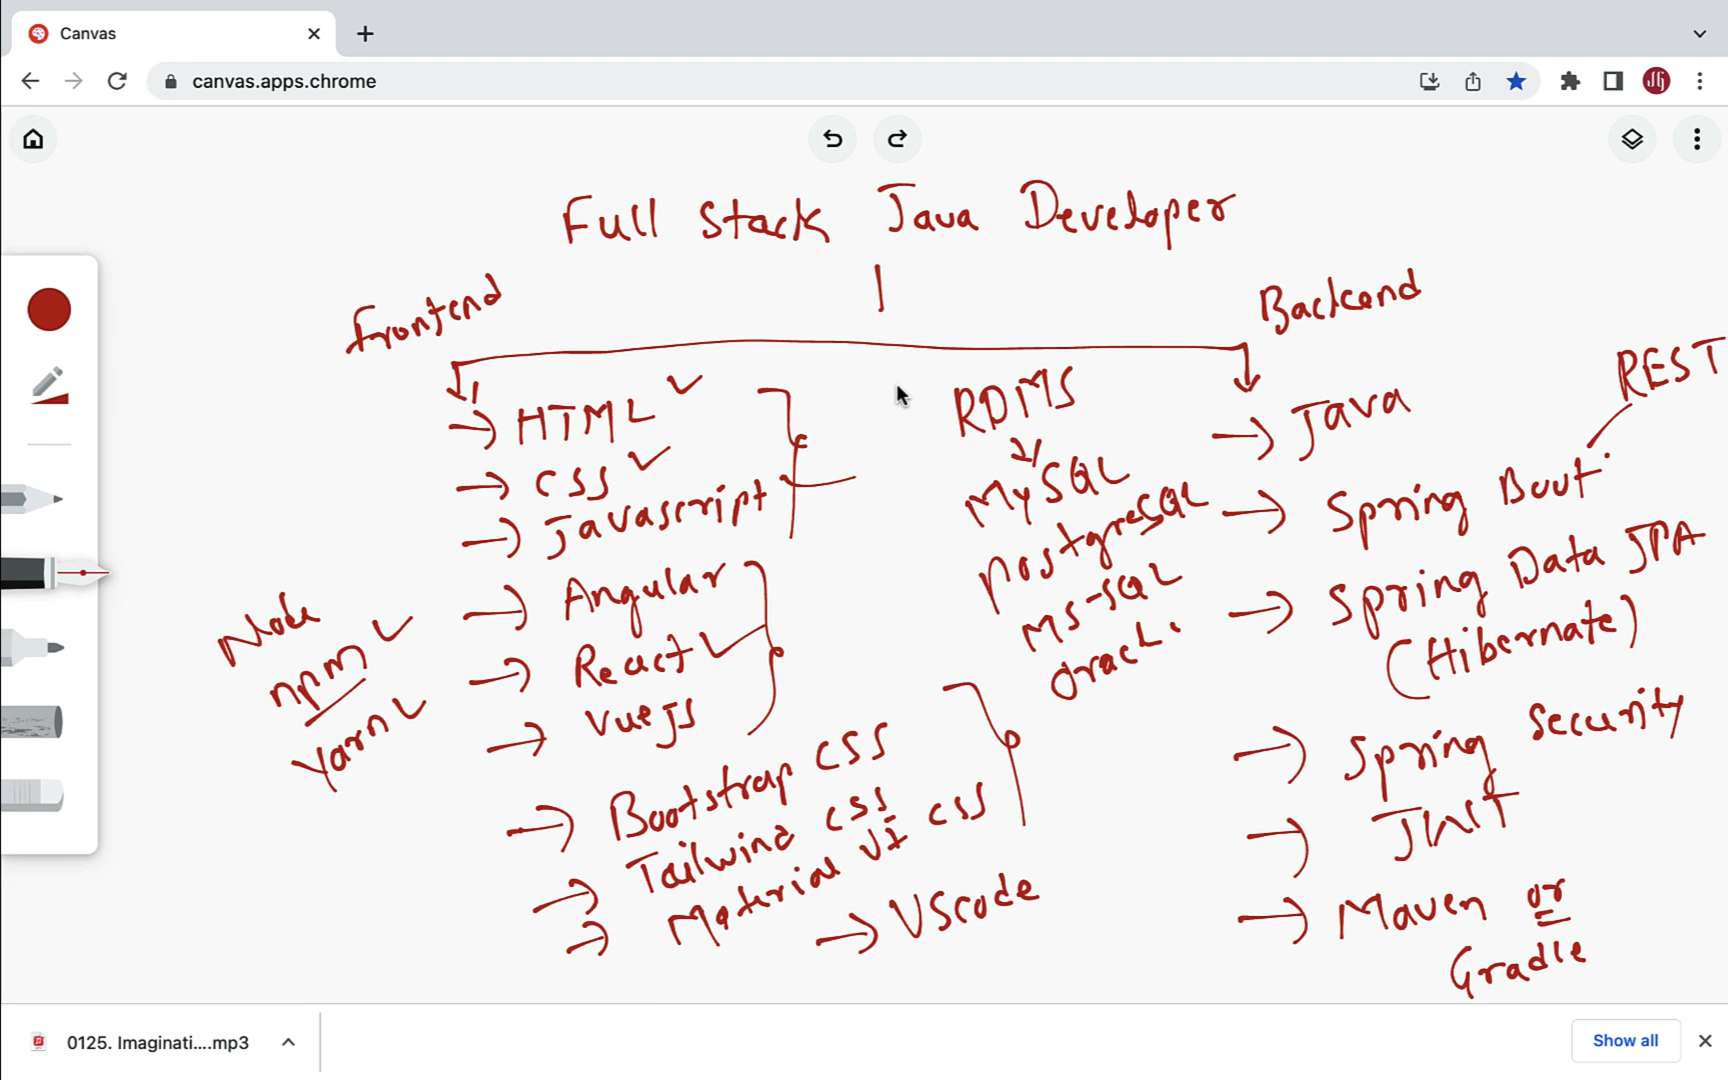 Canvas
canvas.apps.chrome
Full Stack Java Developer
Frontend
Backend
REST
HTML
CSS
Javascript
Angular
React
Vuejs
Node
npm
Yarn
Bootstrap CSS
Tailwind CSS
Material UI CSS
VScode
RDMS
MySQL
PostgreSQL
MS-SQL
Oracle
Java
Spring Boot
Spring Data JPA
(Hibernate)
Spring Security
JWT
Maven or
Gradle
0125. Imaginati....mp3
Show all